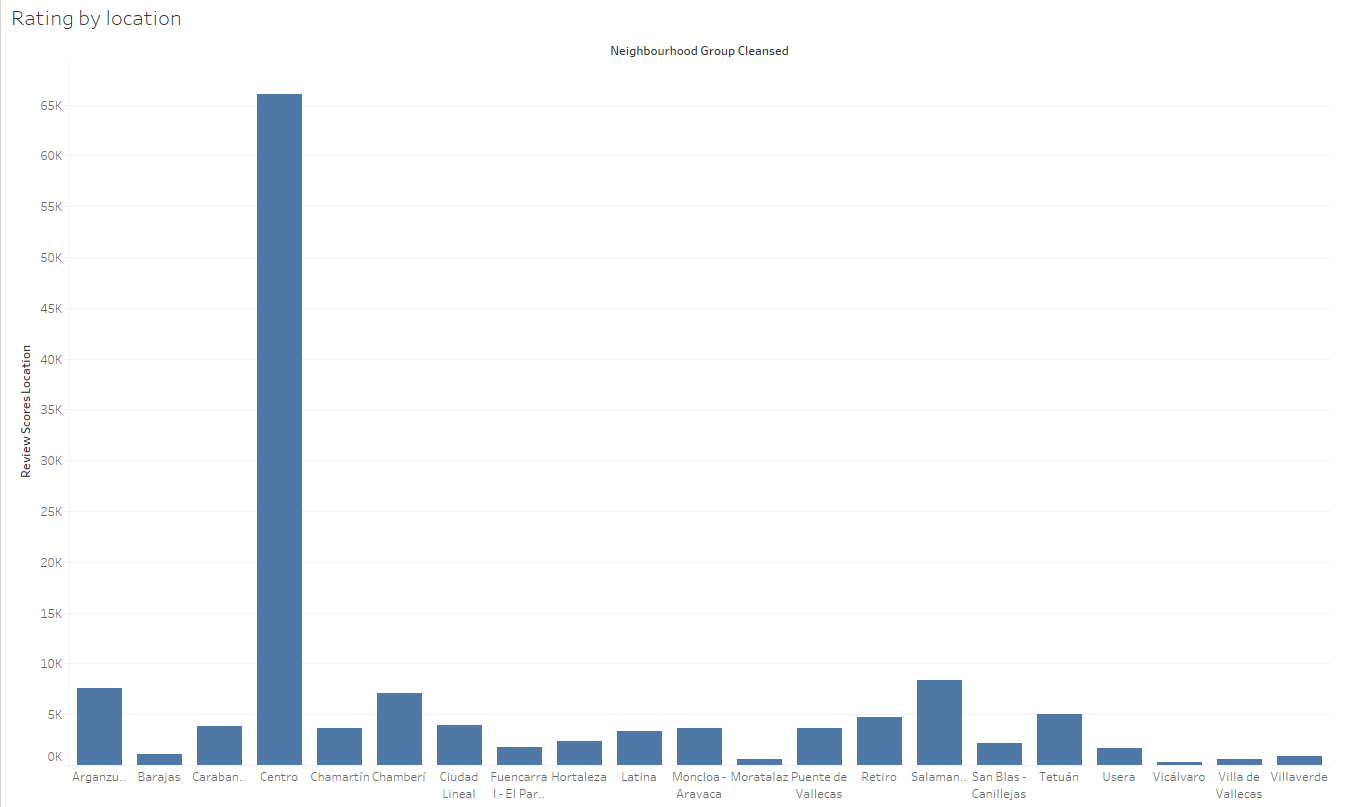 Rating by location
Neighbourhood Group Cleansed
Review Scores Location
65K
60K
55K
50K
45K
40K
35K
30K
25K
20K
15K
10K
5K
0K
Arganzu..
Barajas
Caraban..
Centro
Chamartín
Chamberí
Ciudad
Lineal
Fuencarra
l - El Par..
Hortaleza
Latina
Moncloa -
Aravaca
Moratalaz
Puente de
Vallecas
Retiro
Salaman..
San Blas -
Canillejas
Tetuán
Usera
Vicálvaro
Villa de
Vallecas
Villaverde